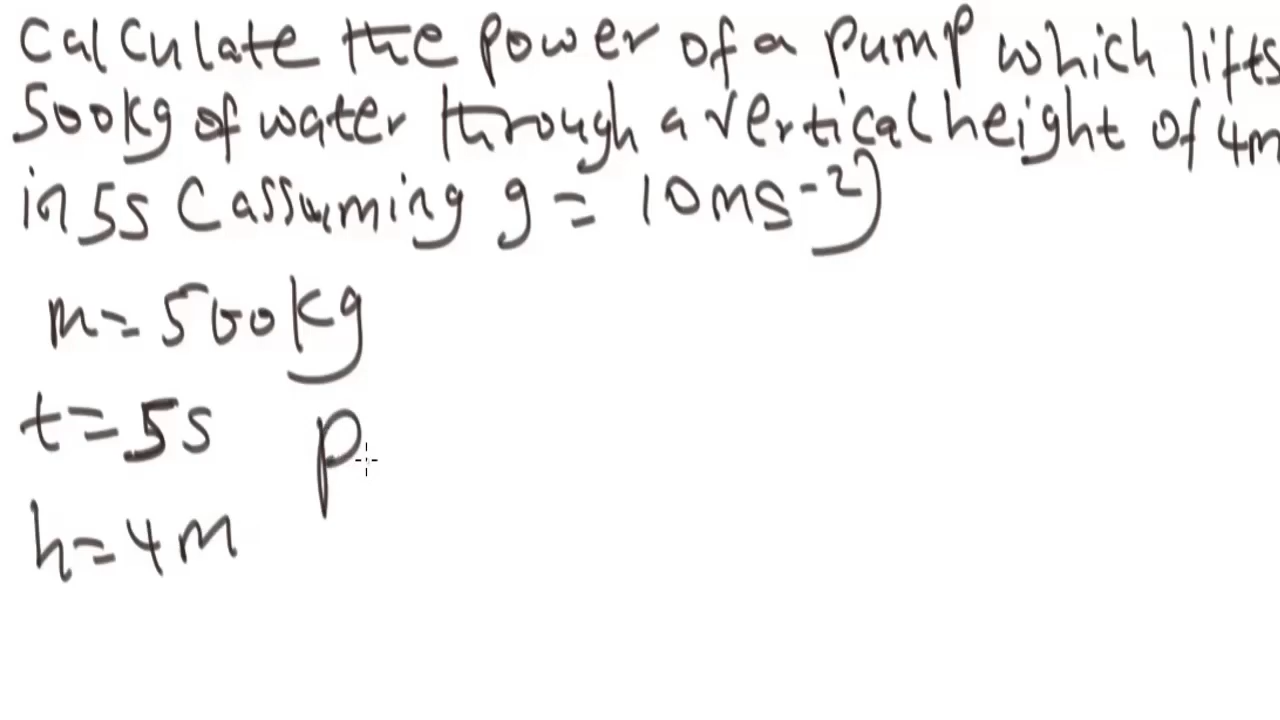 Calculate the power of a pump which lifts
500kg of water through a vertical height of 4m
in 5s (assuming g = 10ms-2)
m=500kg
t=5s
P
h=4m